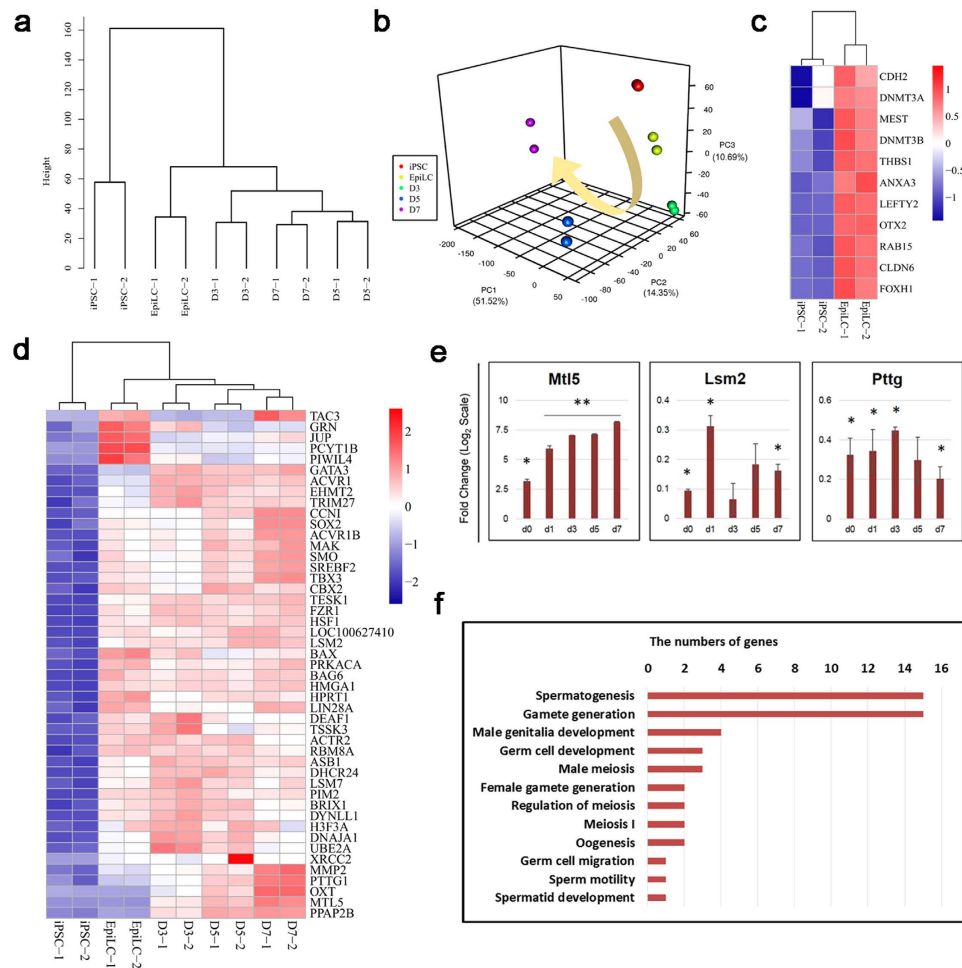 a
Height
160
140
120
100
80
60
40
20
0
iPSC-1
iPSC-2
EpiLC-1
EpiLC-2
D3-1
D3-2
D7-1
D7-2
D5-1
D5-2
b
iPSC
EpiLC
D3
D5
D7
60
40
20
0
-20
-40
-60
PC3
(10.69%)
-200
-150
-100
-50
0
50
PC1
(51.52%)
-100
-80
-60
-40
-20
0
20
40
60
PC2
(14.35%)
c
CDH2
DNMT3A
MEST
DNMT3B
THBS1
ANXA3
LEFTY2
OTX2
RAB15
CLDN6
FOXH1
1
0.5
0
-0.5
-1
iPSC-1
iPSC-2
EpiLC-1
EpiLC-2
d
TAC3
GRN
JUP
PCYT1B
PIWIL4
GATA3
ACVR1
EHMT2
TRIM27
CCNI
SOX2
ACVR1B
MAK
SMO
SREBF2
TBX3
CBX2
TESK1
FZR1
HSF1
LOC100627410
LSM2
BAX
PRKACA
BAG6
HMGA1
HPRT1
LIN28A
DEAF1
TSSK3
ACTR2
RBM8A
ASB1
DHCR24
LSM7
PIM2
BRIX1
DYNLL1
H3F3A
DNAJA1
UBE2A
XRCC2
MMP2
PTTG1
OXT
MTL5
PPAP2B
2
1
0
-1
-2
iPSC-1
iPSC-2
EpiLC-1
EpiLC-2
D3-1
D3-2
D5-1
D5-2
D7-1
D7-2
e
Fold Change (Log2 Scale)
Mtl5
10
7.5
5
2.5
0
*
**
d0 d1 d3 d5 d7
Lsm2
0.4
0.3
0.2
0.1
0
* * *
d0 d1 d3 d5 d7
Pttg
0.6
0.4
0.2
0
* * * *
d0 d1 d3 d5 d7
f
The numbers of genes
0 2 4 6 8 10 12 14 16
Spermatogenesis
Gamete generation
Male genitalia development
Germ cell development
Male meiosis
Female gamete generation
Regulation of meiosis
Meiosis I
Oogenesis
Germ cell migration
Sperm motility
Spermatid development